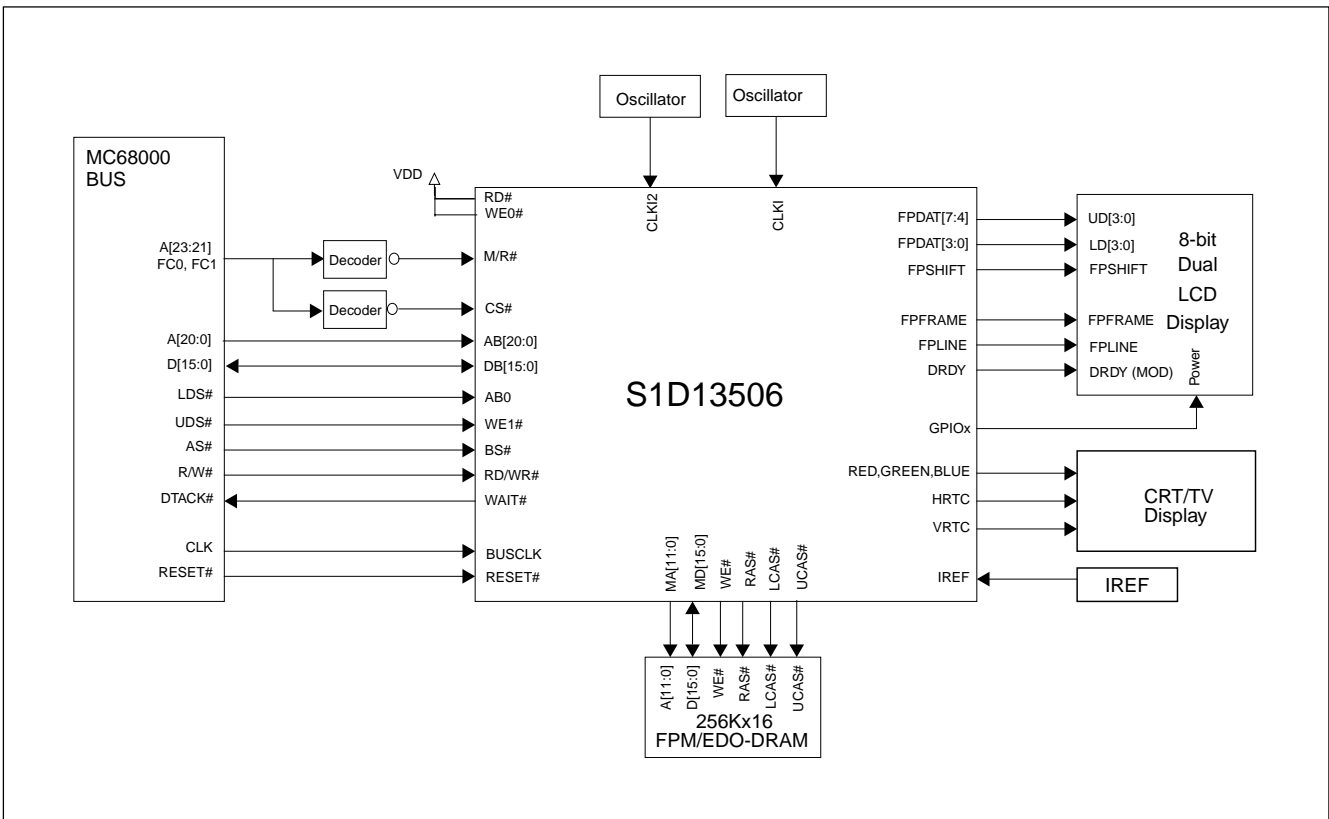 Oscillator
Oscillator
MC68000
BUS
VDD
RD#
WE0#
CLKI2
CLKI
A[23:21]
FC0, FC1
Decoder
M/R#
Decoder
CS#
A[20:0]
AB[20:0]
D[15:0]
DB[15:0]
LDS#
AB0
UDS#
WE1#
AS#
BS#
R/W#
RD/WR#
DTACK#
WAIT#
CLK
BUSCLK
RESET#
RESET#
S1D13506
FPDAT[7:4]
UD[3:0]
FPDAT[3:0]
LD[3:0]
FPSHIFT
FPSHIFT
FPFRAME
FPFRAME
FPLINE
FPLINE
DRDY
DRDY (MOD)
8-bit
Dual
LCD
Display
Power
GPIOx
RED,GREEN,BLUE
HRTC
VRTC
CRT/TV
Display
IREF
IREF
MA[11:0]
MD[15:0]
WE#
RAS#
LCAS#
UCAS#
A[11:0]
D[15:0]
WE#
RAS#
LCAS#
UCAS#
256Kx16
FPM/EDO-DRAM